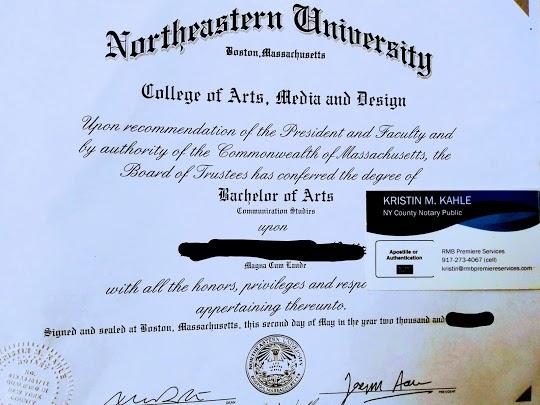 Northeastern University
Boston, Massachusetts
College of Arts, Media and Design
Upon recommendation of the President and Faculty and
by authority of the Commonwealth of Massachusetts, the
Board of Trustees has conferred the degree of
Bachelor of Arts
Communication Studies
upon
Magna Cum Laude
with all the honors, privileges and resp
appertaining thereunto.
Signed and sealed at Boston, Massachusetts, this second day of May in the year two thousand and
DEAN
PRESIDENT
KRISTIN M. KAHLE
NY County Notary Public
Apostille or
Authentication
RMB Premiere Services
917-273-4067 (cell)
kristin@rmbpremiereservices.com